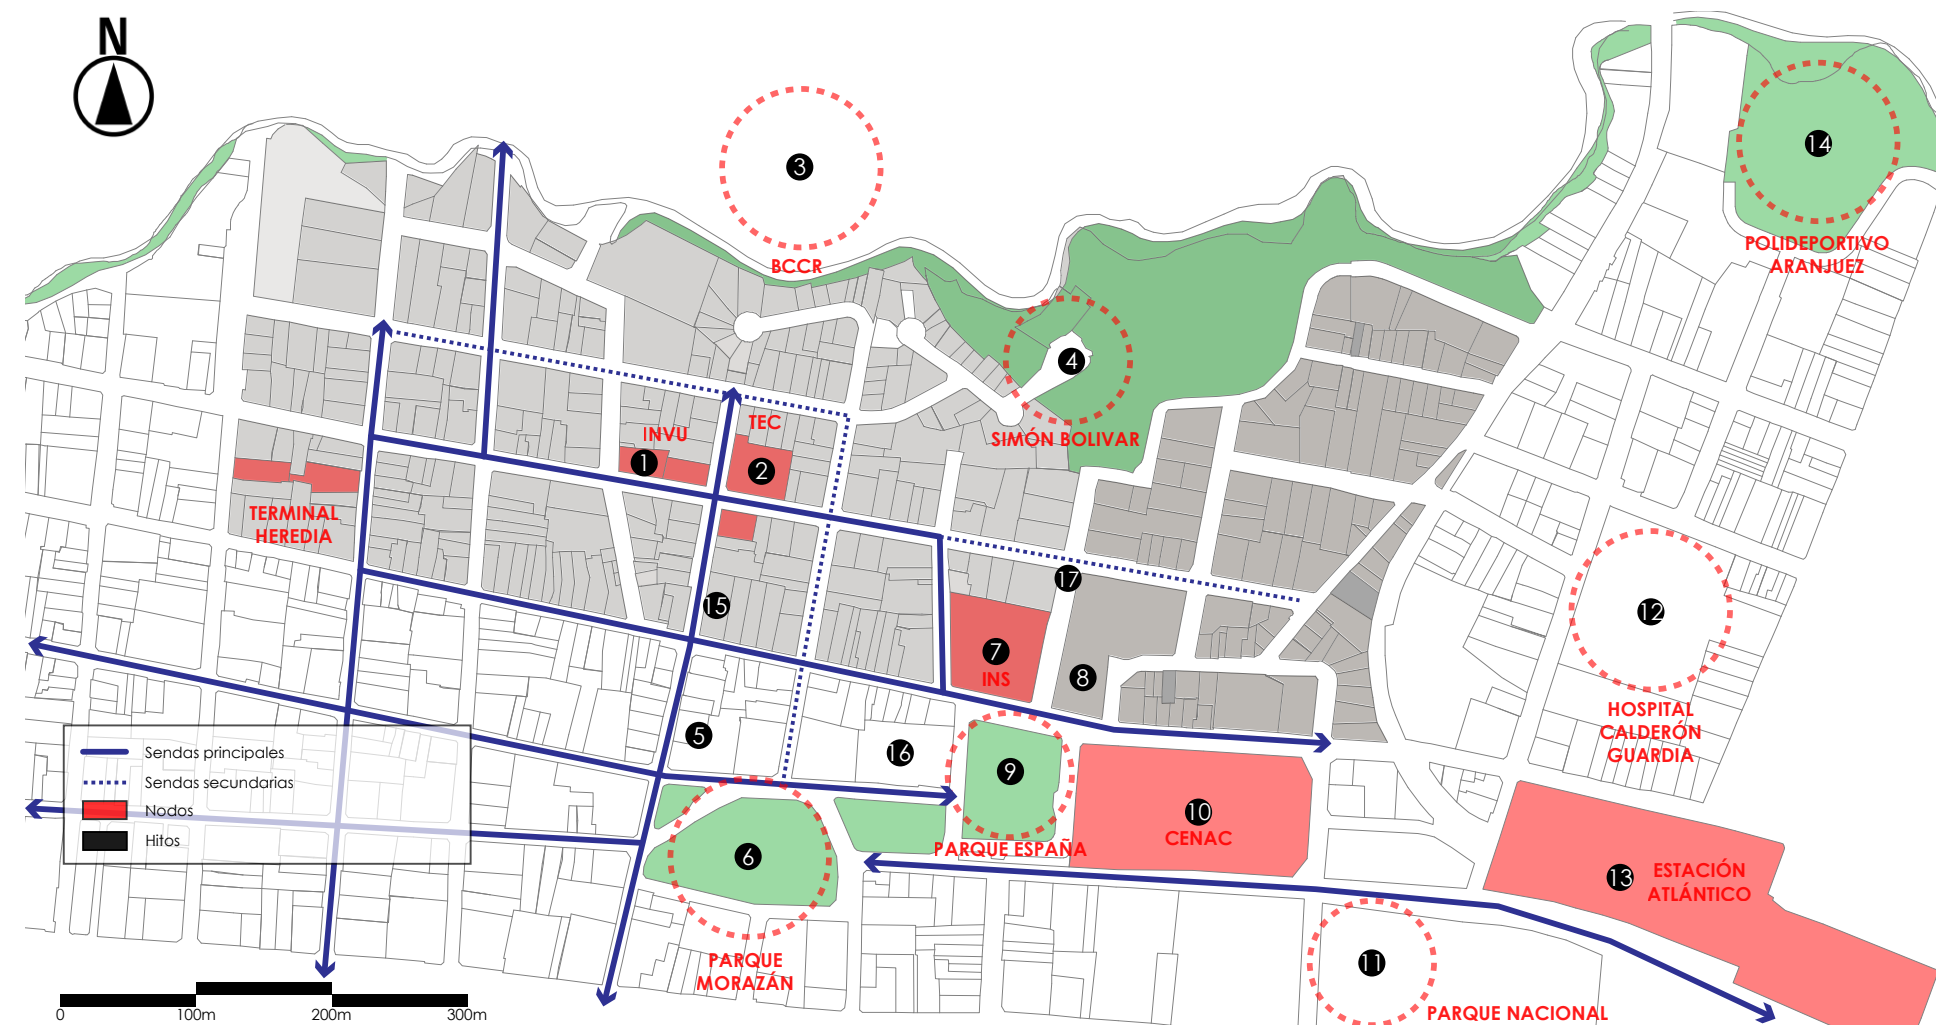 N
3
BCCR
14
POLIDEPORTIVO
ARANJUEZ
4
SIMÓN BOLIVAR
TEC
INVU
1
2
TERMINAL
HEREDIA
17
15
7
INS
8
12
HOSPITAL
CALDERÓN
GUARDIA
5
16
9
PARQUE ESPAÑA
10
CENAC
6
PARQUE
MORAZÁN
13
ESTACIÓN
ATLÁNTICO
11
PARQUE NACIONAL
Sendas principales
Sendas secundarias
Nodos
Hitos
0 100m 200m 300m